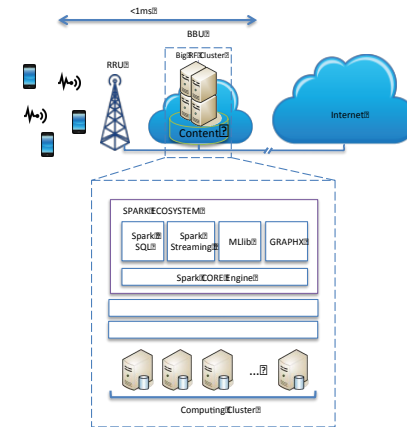 <1ms
BBU
RRU
Big RF Cluster
Content
Internet
SPARK ECOSYSTEM
Spark SQL
Spark Streaming
MLlib
GRAPHX
Spark CORE Engine
...
Computing Cluster